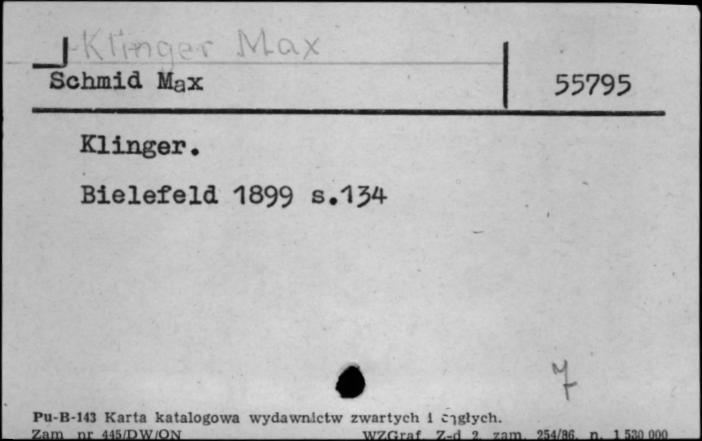 Klinger Max
Schmid Max
55795
Klinger.
Bielefeld 1899 s.134
7
Pu-B-143 Karta katalogowa wydawnictw zwartych i ciągłych.
Zam. nr 445/DW/ON WZGraf. Z-d 2. zam. 254/86. n. 1 530 000